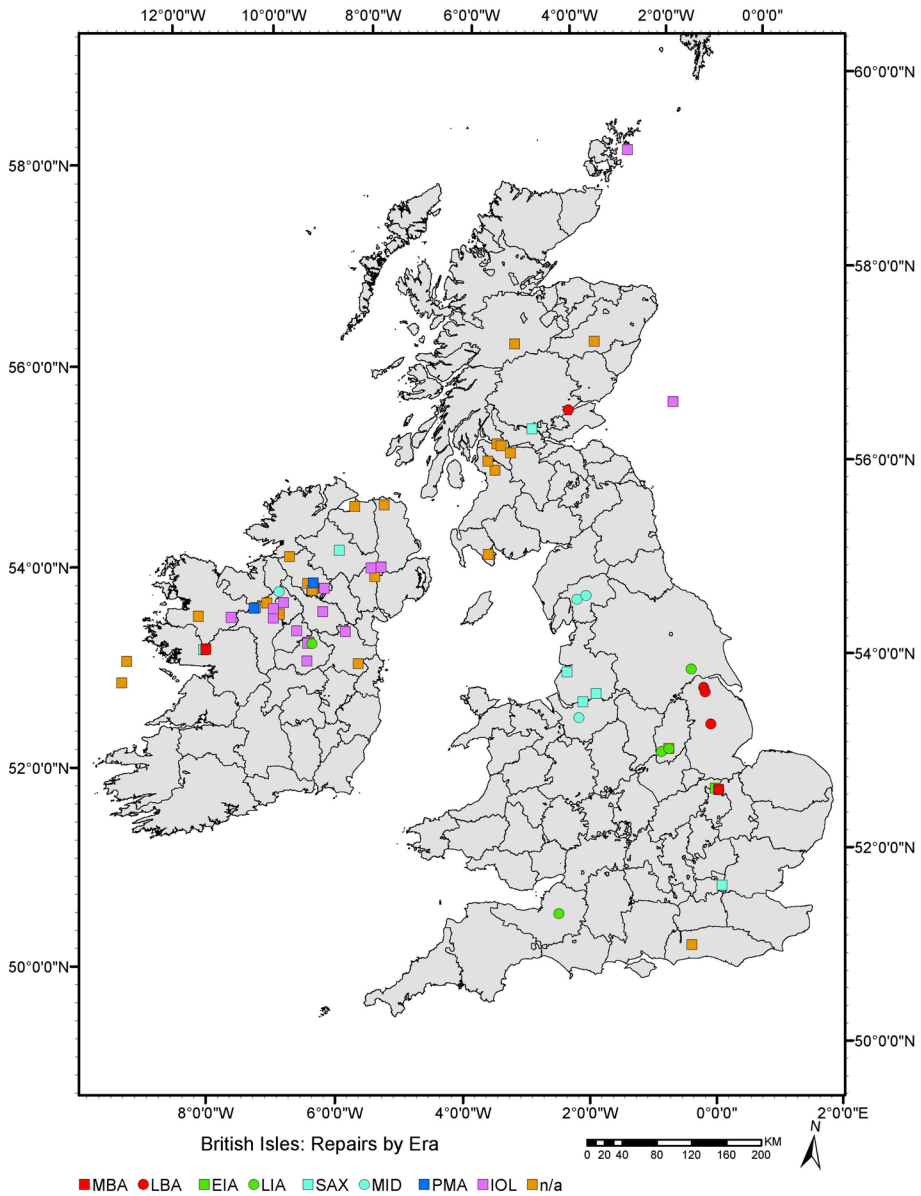 12°0'0"W 10°0'0"W 8°0'0"W 6°0'0"W 4°0'0"W 2°0'0"W 0°0'0"
60°0'0"N
58°0'0"N
58°0'0"N
56°0'0"N
56°0'0"N
54°0'0"N
54°0'0"N
52°0'0"N
52°0'0"N
50°0'0"N
50°0'0"N
8°0'0"W 6°0'0"W 4°0'0"W 2°0'0"W 0°0'0" 2°0'0"E
British Isles: Repairs by Era
KM
0 20 40 80 120 160 200
N
MBA LBA EIA LIA SAX MID PMA IOL n/a